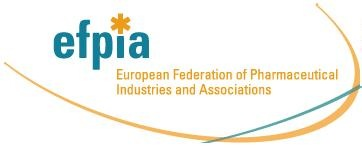 efpia
European Federation of Pharmaceutical
Industries and Associations